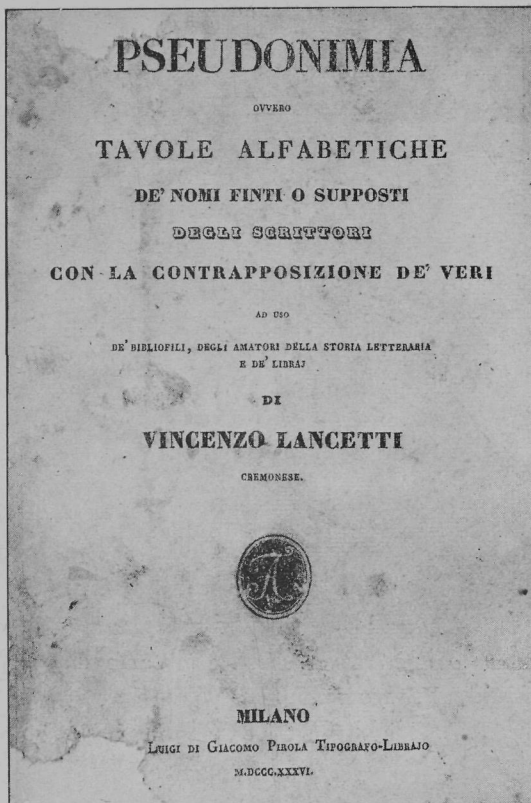 PSEUDONIMIA
OVVERO
TAVOLE ALFABETICHE
DE' NOMI FINTI O SUPPOSTI
DEGLI SCRITTORI
CON LA CONTRAPPOSIZIONE DE' VERI
AD USO
DE' BIBLIOFILI, DEGLI AMATORI DELLA STORIA LETTERARIA
E DE' LIBRAJ
DI
VINCENZO LANCETTI
CREMONESE.
MILANO
LUIGI DI GIACOMO PIROLA TIPOGRAFO-LIBRAJO
M.DCCC.XXXVI.